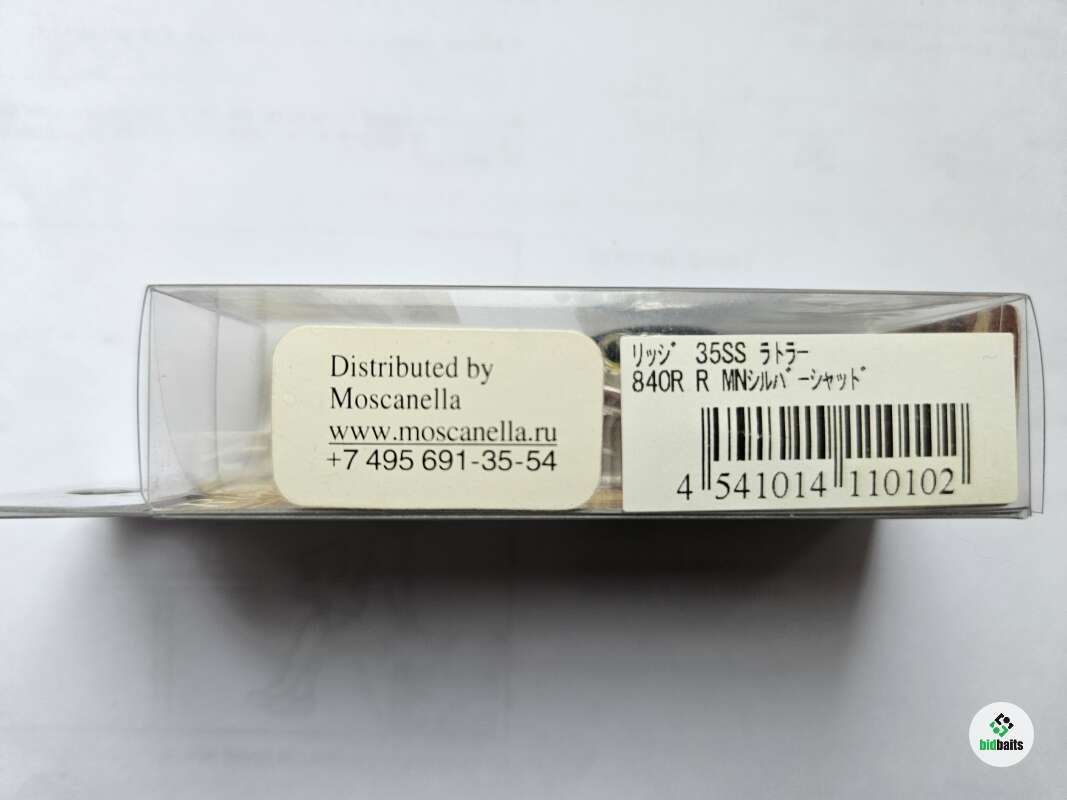 Distributed by
Moscanella
www.moscanella.ru
+7 495 691-35-54
ﾘｯｼﾞ 35SS ﾗﾄﾗｰ
840R R MNｼﾙﾊﾞｰｼｬｯﾄﾞ
4 541014 110102
bidbaits